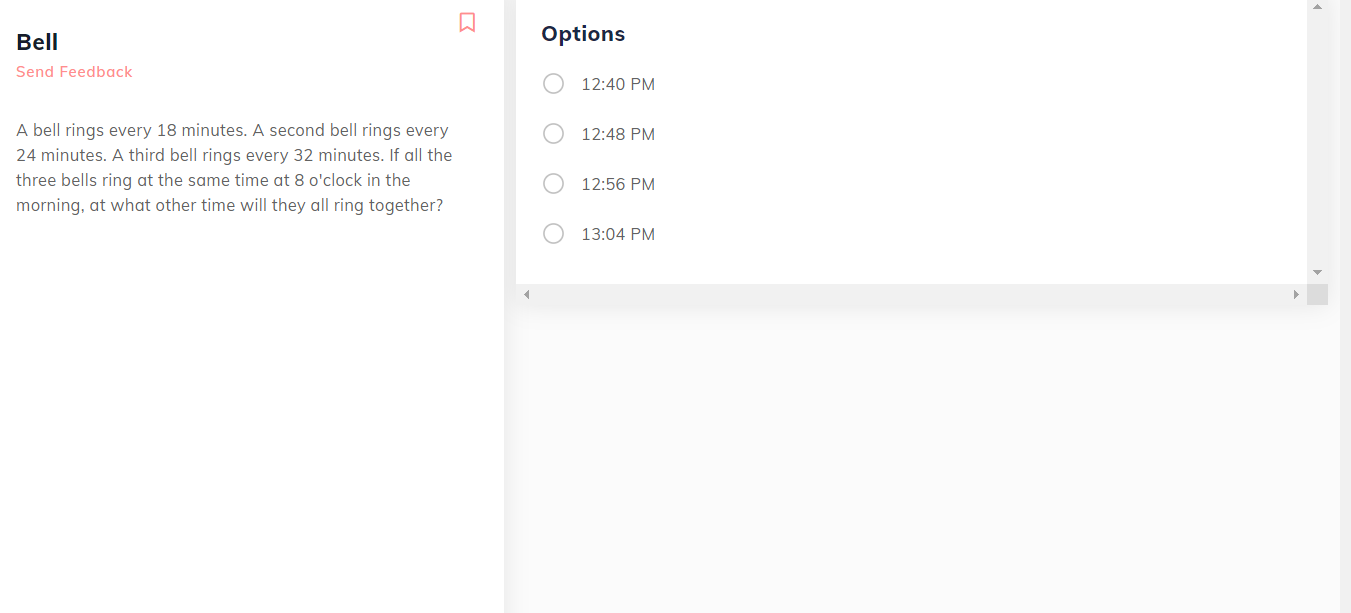 Bell
Send Feedback
A bell rings every 18 minutes. A second bell rings every
24 minutes. A third bell rings every 32 minutes. If all the
three bells ring at the same time at 8 o'clock in the
morning, at what other time will they all ring together?
Options
12:40 PM
12:48 PM
12:56 PM
13:04 PM